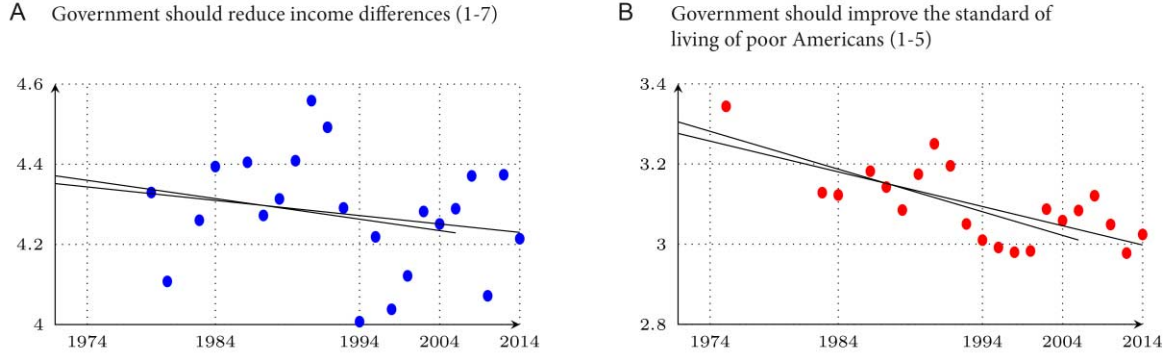 A Government should reduce income differences (1-7)
4.6
4.4
4.2
4
1974 1984 1994 2004 2014
B Government should improve the standard of
living of poor Americans (1-5)
3.4
3.2
3
2.8
1974 1984 1994 2004 2014